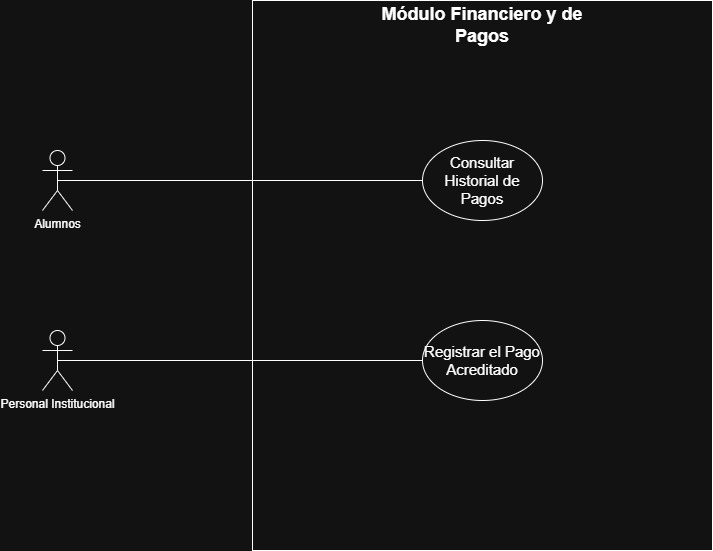 Módulo Financiero y de
Pagos
Consultar
Historial de
Pagos
Alumnos
Registrar el Pago
Acreditado
Personal Institucional